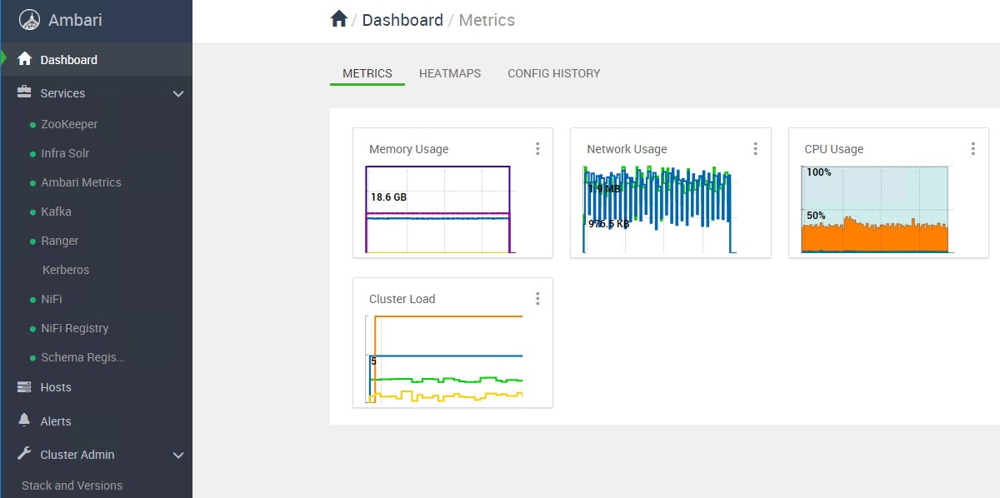 Ambari
Dashboard
Services
ZooKeeper
Infra Solr
Ambari Metrics
Kafka
Ranger
Kerberos
NiFi
NiFi Registry
Schema Regis...
Hosts
Alerts
Cluster Admin
Stack and Versions
/ Dashboard / Metrics
METRICS HEATMAPS CONFIG HISTORY
Memory Usage
18.6 GB
Network Usage
1.9 MB
976.5 KB
CPU Usage
100%
50%
Cluster Load
5